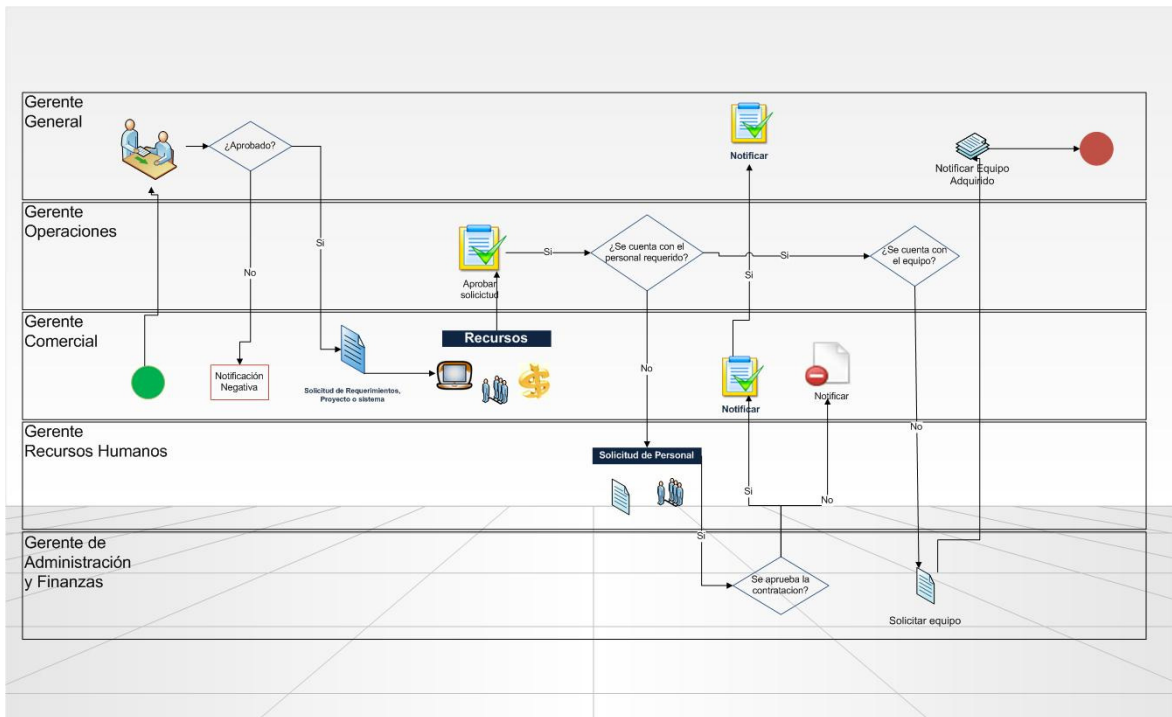 Gerente
General
¿Aprobado?
Notificar
Notificar Equipo
Adquirido
Gerente
Operaciones
Si
No
Aprobar
solicictud
Si
¿Se cuenta con el
personal requerido?
Si
Si
¿Se cuenta con
el equipo?
Gerente
Comercial
Notificación
Negativa
Solicitud de Requerimientos,
Proyecto o sistema
Recursos
No
Notificar
Notificar
Gerente
Recursos Humanos
Solicitud de Personal
Si
No
No
Gerente de
Administración
y Finanzas
Si
Se aprueba la
contratacion?
Solicitar equipo